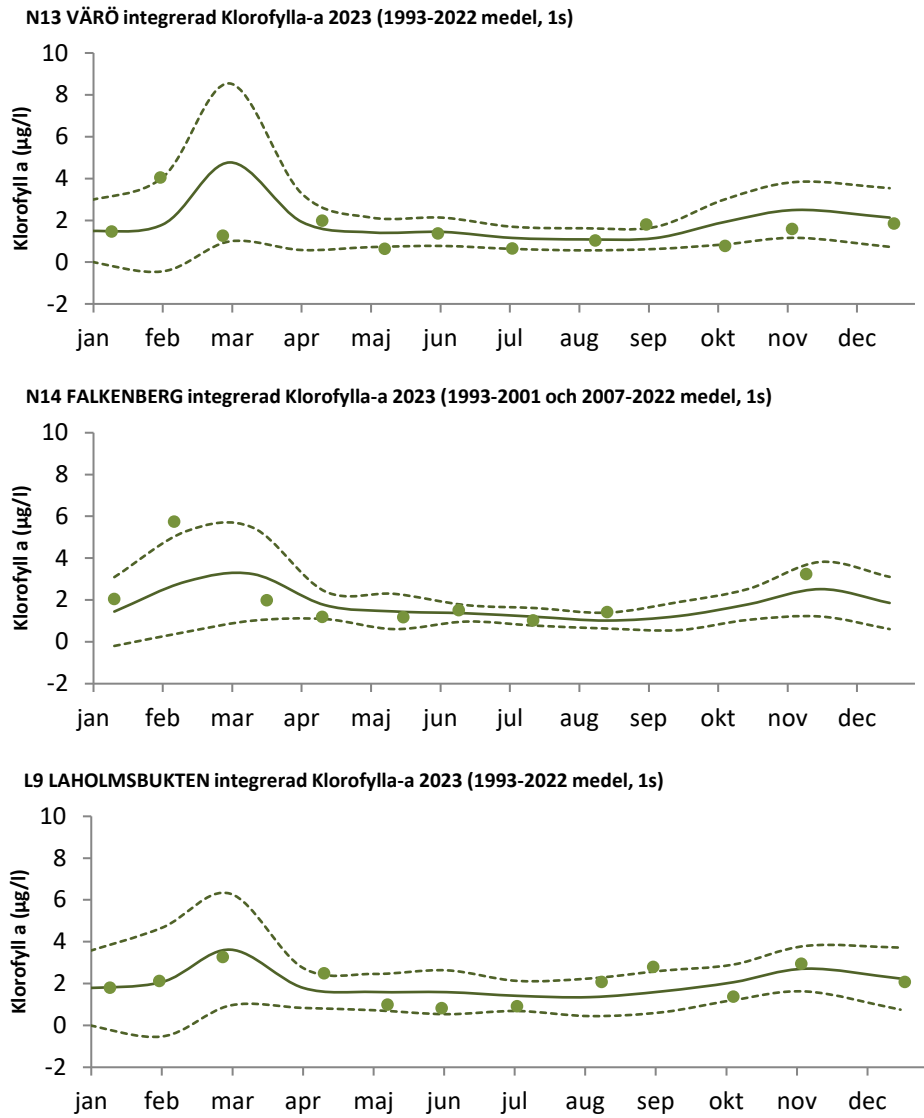 N13 VÄRÖ integrerad Klorofylla-a 2023 (1993-2022 medel, 1s)
10
8
6
4
2
0
-2
Klorofyll a (µg/l)
jan feb mar apr maj jun jul aug sep okt nov dec
N14 FALKENBERG integrerad Klorofylla-a 2023 (1993-2001 och 2007-2022 medel, 1s)
10
8
6
4
2
0
-2
Klorofyll a (µg/l)
jan feb mar apr maj jun jul aug sep okt nov dec
L9 LAHOLMSBUKTEN integrerad Klorofylla-a 2023 (1993-2022 medel, 1s)
10
8
6
4
2
0
-2
Klorofyll a (µg/l)
jan feb mar apr maj jun jul aug sep okt nov dec